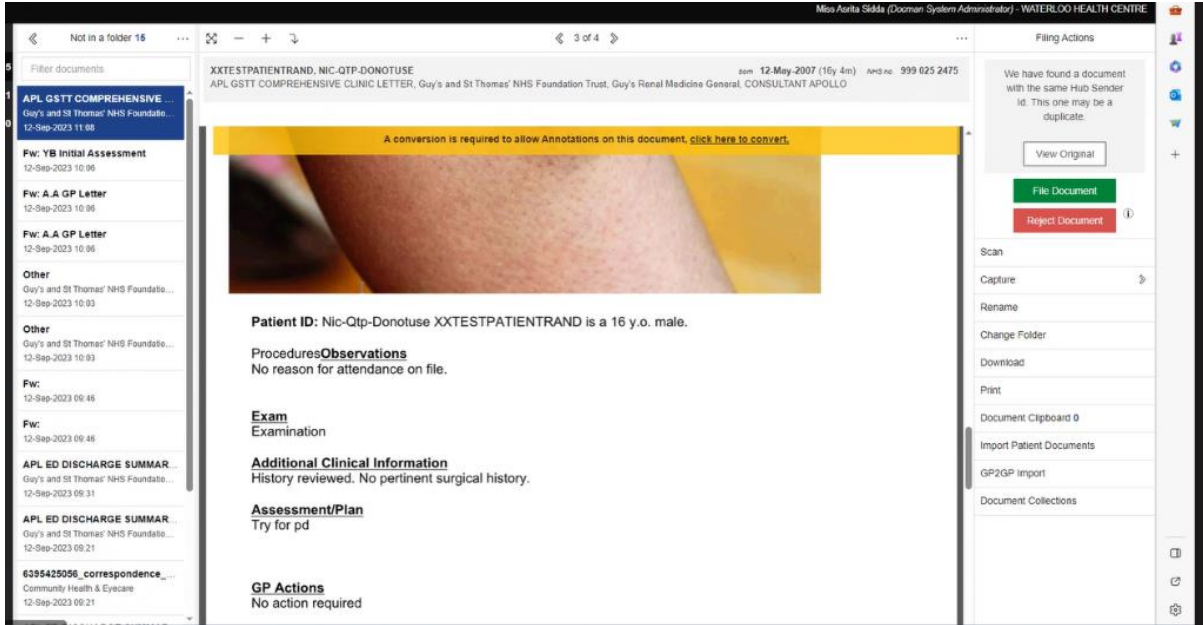 Miss Asrita Sidda (Docman System Administrator) - WATERLOO HEALTH CENTRE
Not in a folder 15
Filter documents
APL GSTT COMPREHENSIVE ...
Guy's and St Thomas' NHS Foundatio...
12-Sep-2023 11:08
Fw: YB Initial Assessment
12-Sep-2023 10:06
Fw: A.A GP Letter
12-Sep-2023 10:06
Fw: A.A GP Letter
12-Sep-2023 10:06
Other
Guy's and St Thomas' NHS Foundatio...
12-Sep-2023 10:03
Other
Guy's and St Thomas' NHS Foundatio...
12-Sep-2023 10:03
Fw:
12-Sep-2023 09:46
Fw:
12-Sep-2023 09:46
APL ED DISCHARGE SUMMAR...
Guy's and St Thomas' NHS Foundatio...
12-Sep-2023 09:31
APL ED DISCHARGE SUMMAR...
Guy's and St Thomas' NHS Foundatio...
12-Sep-2023 09:21
6395425056_correspondence_...
Community Health & Eyecare
12-Sep-2023 09:21
3 of 4
XXTESTPATIENTRAND, NIC-QTP-DONOTUSE born 12-May-2007 (16y 4m) NHS no. 999 025 2475
APL GSTT COMPREHENSIVE CLINIC LETTER, Guy's and St Thomas' NHS Foundation Trust, Guy's Renal Medicine General, CONSULTANT APOLLO
A conversion is required to allow Annotations on this document, click here to convert.
Patient ID: Nic-Qtp-Donotuse XXTESTPATIENTRAND is a 16 y.o. male.
ProceduresObservations
No reason for attendance on file.
Exam
Examination
Additional Clinical Information
History reviewed. No pertinent surgical history.
Assessment/Plan
Try for pd
GP Actions
No action required
Filing Actions
We have found a document
with the same Hub Sender
Id. This one may be a
duplicate.
View Original
File Document
Reject Document
Scan
Capture
Rename
Change Folder
Download
Print
Document Clipboard 0
Import Patient Documents
GP2GP Import
Document Collections